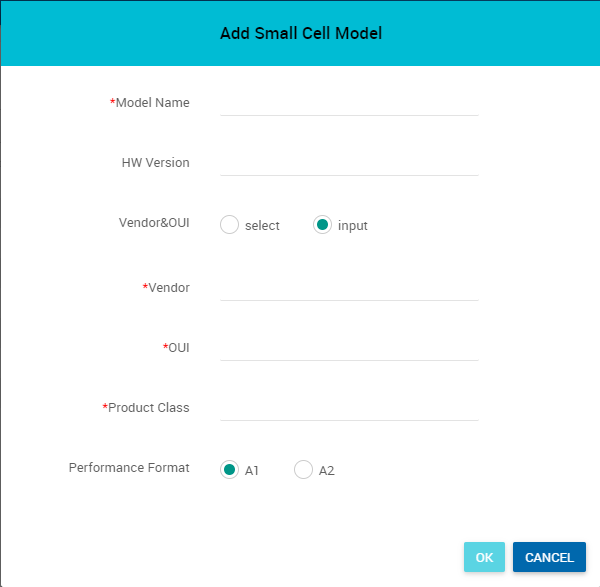 Add Small Cell Model
*Model Name
HW Version
Vendor&OUI select input
*Vendor
*OUI
*Product Class
Performance Format A1 A2
OK CANCEL